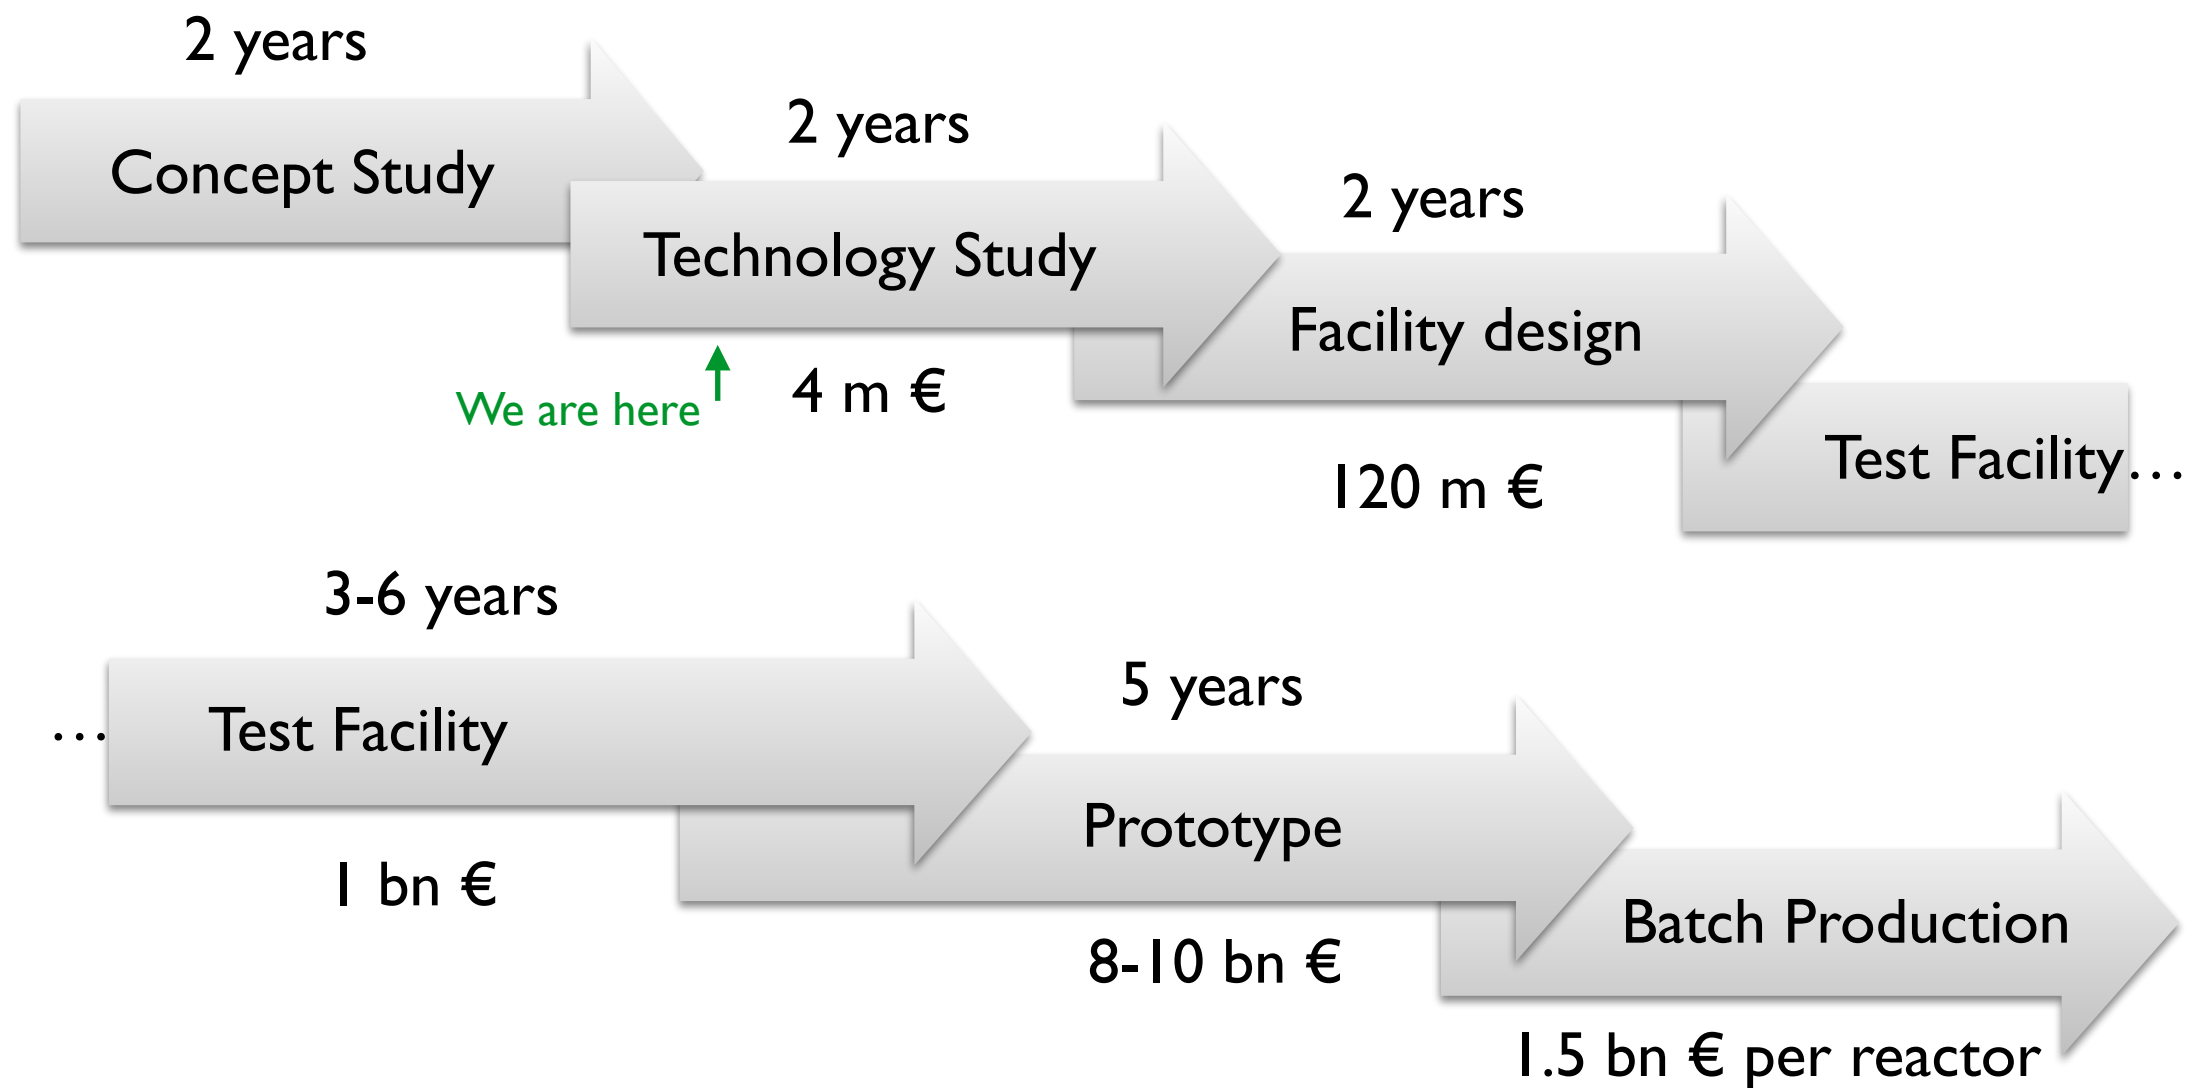 2 years
Concept Study
2 years
Technology Study
2 years
Facility design
We are here
4 m €
120 m €
Test Facility…
3-6 years
…
Test Facility
1 bn €
5 years
Prototype
8-10 bn €
Batch Production
1.5 bn € per reactor